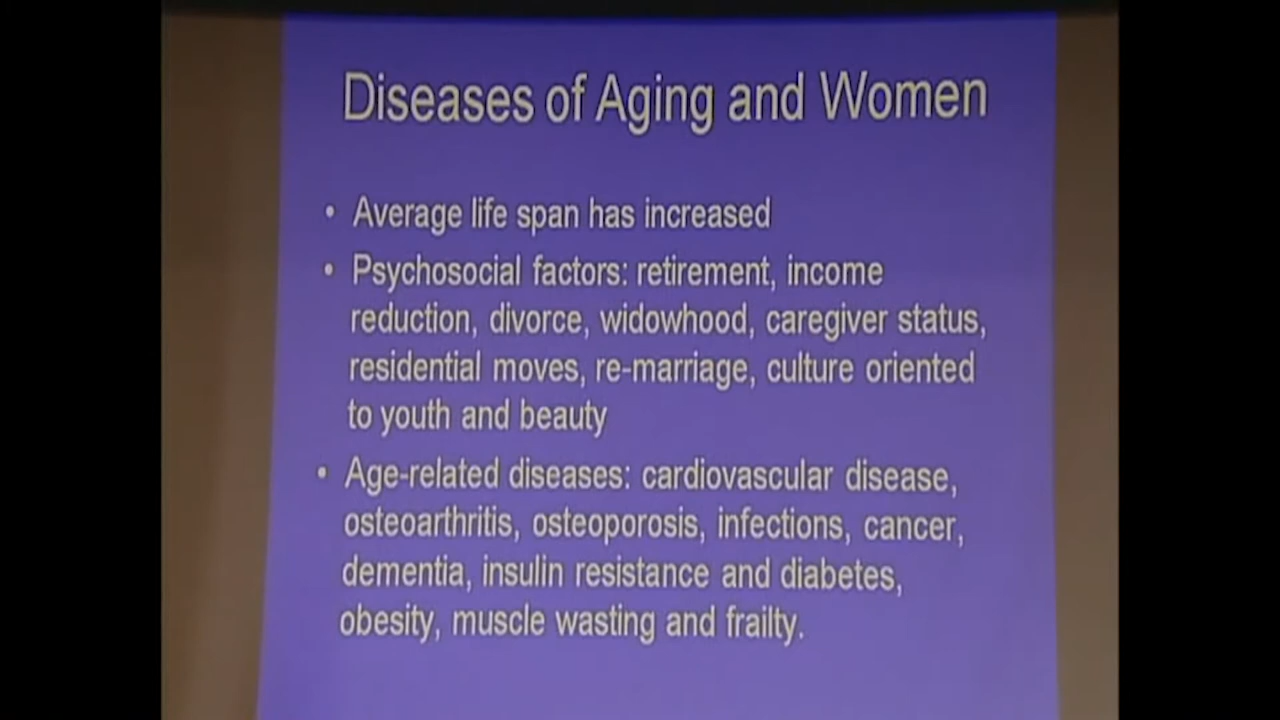 Diseases of Aging and Women
• Average life span has increased
• Psychosocial factors: retirement, income
reduction, divorce, widowhood, caregiver status,
residential moves, re-marriage, culture oriented
to youth and beauty
• Age-related diseases: cardiovascular disease,
osteoarthritis, osteoporosis, infections, cancer,
dementia, insulin resistance and diabetes,
obesity, muscle wasting and frailty.